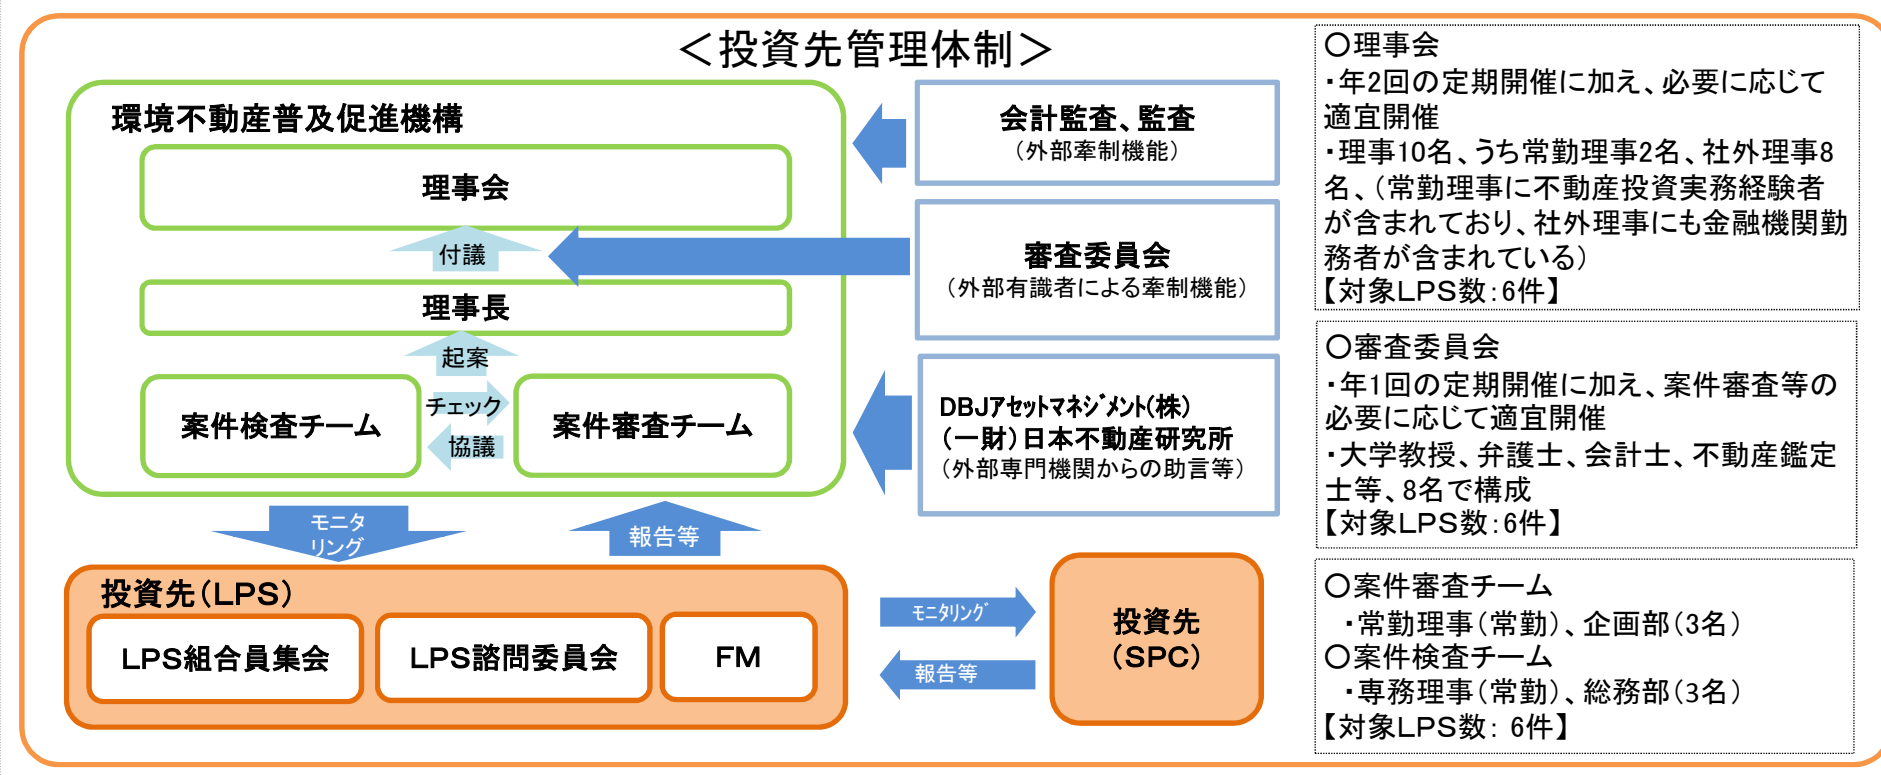 ＜投資先管理体制＞
環境不動産普及促進機構
理事会
付議
理事長
起案
案件検査チーム
チェック
協議
案件審査チーム
会計監査、監査
（外部牽制機能）
審査委員会
（外部有識者による牽制機能）
DBJアセットマネジメント(株)
（一財）日本不動産研究所
（外部専門機関からの助言等）
モニタ
リング
報告等
投資先（LPS）
LPS組合員集会
LPS諮問委員会
FM
モニタリング
報告等
投資先
（SPC）
〇理事会
・年2回の定期開催に加え、必要に応じて
適宜開催
・理事10名、うち常勤理事2名、社外理事8
名、（常勤理事に不動産投資実務経験者
が含まれており、社外理事にも金融機関勤
務者が含まれている）
【対象ＬＰＳ数：6件】
〇審査委員会
・年1回の定期開催に加え、案件審査等の
必要に応じて適宜開催
・大学教授、弁護士、会計士、不動産鑑定
士等、8名で構成
【対象ＬＰＳ数：6件】
〇案件審査チーム
・常勤理事（常勤）、企画部（3名）
〇案件検査チーム
・専務理事（常勤）、総務部（3名）
【対象ＬＰＳ数： 6件】